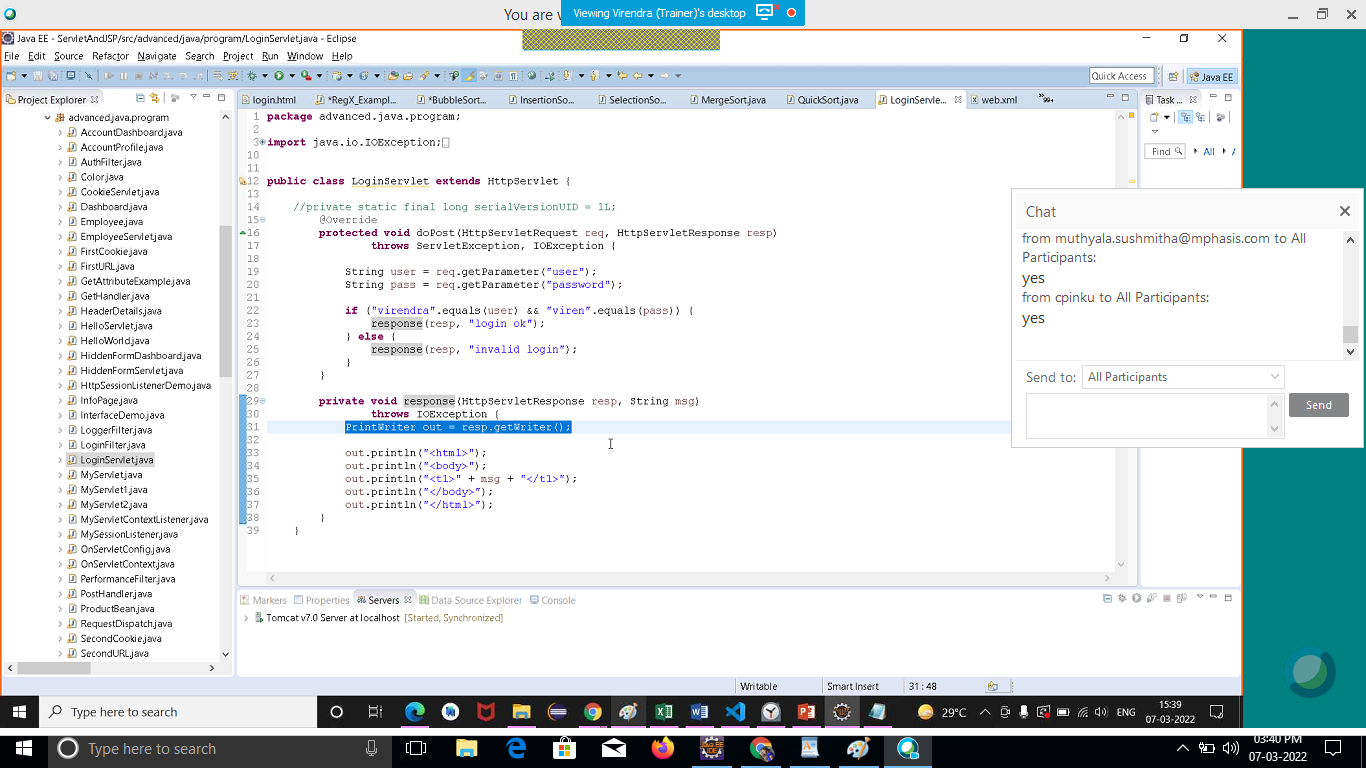 You are v
Viewing Virendra (Trainer)'s desktop
Java EE - ServletAndJSP/src/advanced/java/program/LoginServlet.java - Eclipse
File Edit Source Refactor Navigate Search Project Run Window Help
Quick Access
Java EE
Project Explorer
advanced.java.program
AccountDashboard.java
AccountProfile.java
AuthFilter.java
Color.java
CookieServlet.java
Dashboard.java
Employee.java
EmployeeServlet.java
FirstCookie.java
FirstURL.java
GetAttributeExample.java
GetHandler.java
HeaderDetails.java
HelloServlet.java
HelloWorld.java
HiddenFormDashboard.java
HiddenFormServlet.java
HttpSessionListenerDemo.java
InfoPage.java
InterfaceDemo.java
LoggerFilter.java
LoginFilter.java
LoginServlet.java
MyServlet.java
MyServlet1.java
MyServlet2.java
MyServletContextListener.java
MySessionListener.java
OnServletConfig.java
OnServletContext.java
PerformanceFilter.java
PostHandler.java
ProductBean.java
RequestDispatch.java
SecondCookie.java
SecondURL.java
login.html *RegX_Exampl... *BubbleSort... InsertionSo... SelectionSo... MergeSort.java QuickSort.java LoginServle... web.xml
1 package advanced.java.program;
2
3 import java.io.IOException;
10
11
12 public class LoginServlet extends HttpServlet {
13
14 //private static final long serialVersionUID = 1L;
15 @Override
16 protected void doPost(HttpServletRequest req, HttpServletResponse resp)
17 throws ServletException, IOException {
18
19 String user = req.getParameter("user");
20 String pass = req.getParameter("password");
21
22 if ("virendra".equals(user) && "viren".equals(pass)) {
23 response(resp, "login ok");
24 } else {
25 response(resp, "invalid login");
26 }
27 }
28
29 private void response(HttpServletResponse resp, String msg)
30 throws IOException {
31 PrintWriter out = resp.getWriter();
32
33 out.println("<html>");
34 out.println("<body>");
35 out.println("<t1>" + msg + "</t1>");
36 out.println("</body>");
37 out.println("</html>");
38 }
39 }
Task ...
Find
All
Chat
from muthyala.sushmitha@mphasis.com to All
Participants:
yes
from cpinku to All Participants:
yes
Send to: All Participants
Send
Markers Properties Servers Data Source Explorer Console
Tomcat v7.0 Server at localhost [Started, Synchronized]
Writable Smart Insert 31 : 48
Type here to search
29°C ENG
15:39
07-03-2022
Type here to search
03:40 PM
07-03-2022